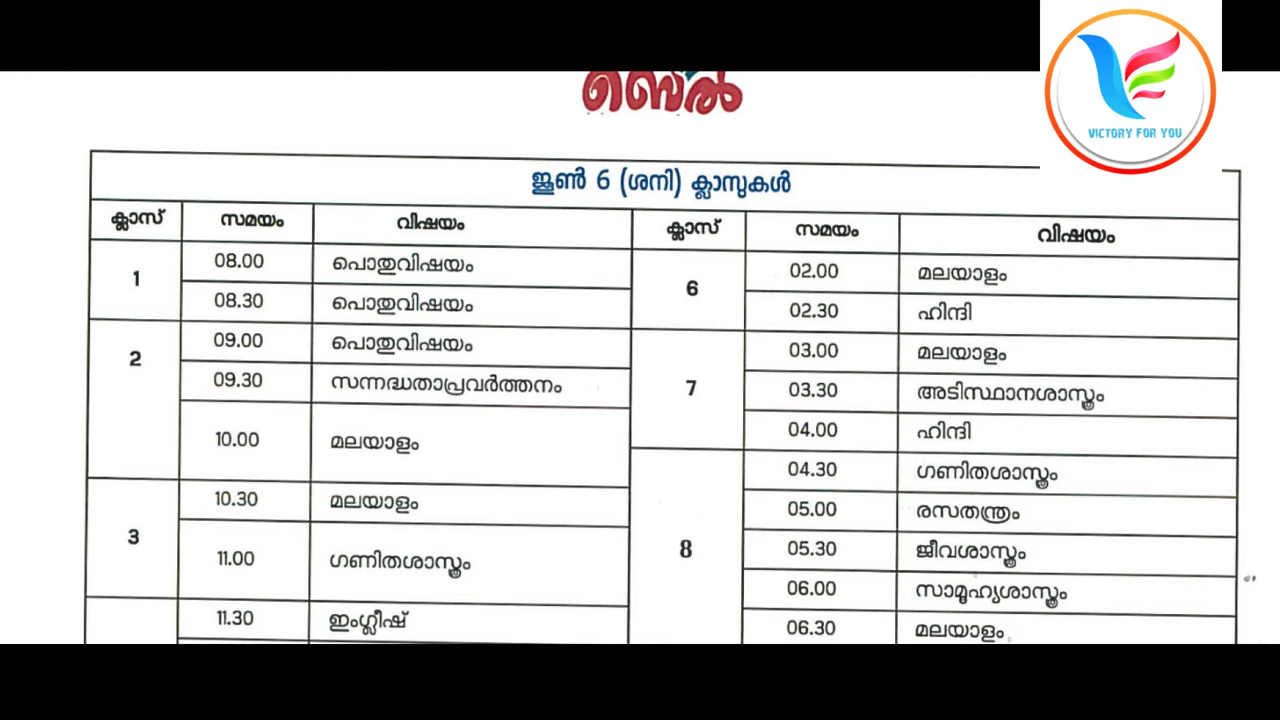 ബെൽ
VICTORY FOR YOU
ജൂൺ 6 (ശനി) ക്ലാസുകൾ
ക്ലാസ് സമയം വിഷയം
1 08.00 പൊതുവിഷയം
08.30 പൊതുവിഷയം
2 09.00 പൊതുവിഷയം
09.30 സന്നദ്ധതാപ്രവർത്തനം
10.00 മലയാളം
3 10.30 മലയാളം
11.00 ഗണിതശാസ്ത്രം
11.30 ഇംഗ്ലീഷ്
ക്ലാസ് സമയം വിഷയം
6 02.00 മലയാളം
02.30 ഹിന്ദി
7 03.00 മലയാളം
03.30 അടിസ്ഥാനശാസ്ത്രം
04.00 ഹിന്ദി
8 04.30 ഗണിതശാസ്ത്രം
05.00 രസതന്ത്രം
05.30 ജീവശാസ്ത്രം
06.00 സാമൂഹ്യശാസ്ത്രം
06.30 മലയാളം